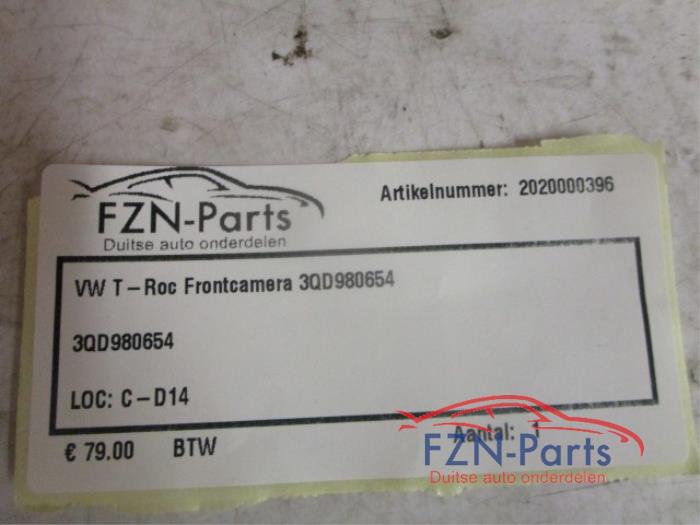 FZN-Parts
Duitse auto onderdelen
Artikelnummer: 2020000396
VW T-Roc Frontcamera 3QD980654
3QD980654
LOC: C-D14
€ 79.00 BTW
Aantal: 1
FZN-Parts
Duitse auto onderdelen